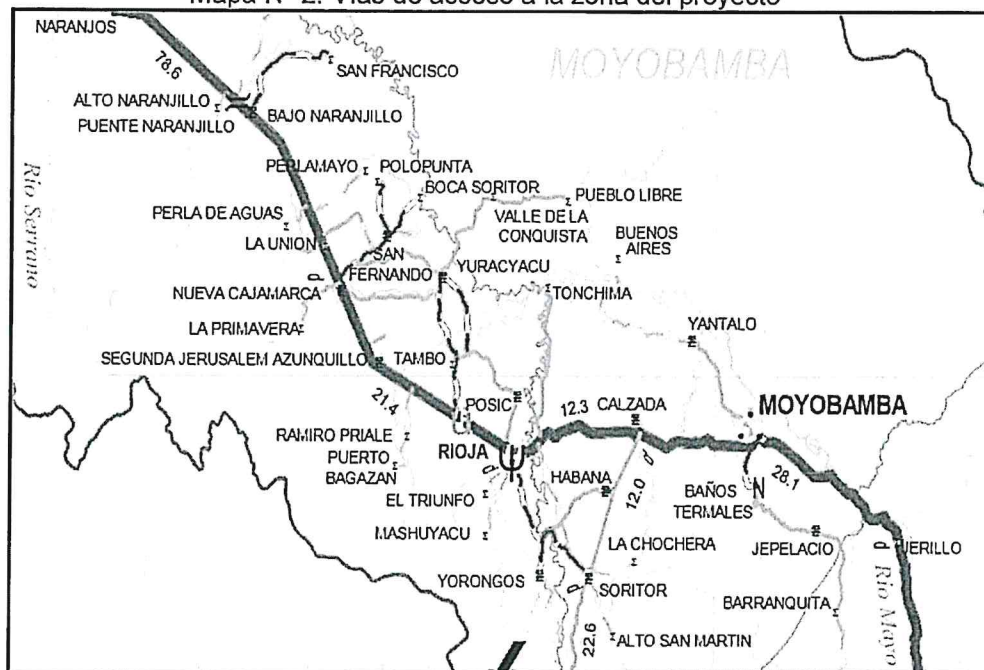 Mapa N° 2: Vías de acceso a la zona del proyecto
NARANJOS
MOYOBAMBA
78.6
SAN FRANCISCO
ALTO NARANJILLO
PUENTE NARANJILLO
BAJO NARANJILLO
Río Serrano
PERLAMAYO
POLOPUNTA
BOCA SORITOR
PUEBLO LIBRE
PERLA DE AGUAS
VALLE DE LA
CONQUISTA
BUENOS
AIRES
LA UNION
SAN
FERNANDO
YURACYACU
NUEVA CAJAMARCA
TONCHIMA
LA PRIMAVERA
YANTALO
SEGUNDA JERUSALEM AZUNQUILLO
TAMBO
21.4
POSIC
12.3
CALZADA
MOYOBAMBA
RAMIRO PRIALE
RIOJA
PUERTO
BAGAZAN
HABANA
12.0
28.1
BAÑOS
TERMALES
EL TRIUNFO
MASHUYACU
LA CHOCHERA
JEPELACIO
JERILLO
YORONGOS
SORITOR
BARRANQUITA
Río Mayo
22.6
ALTO SAN MARTIN